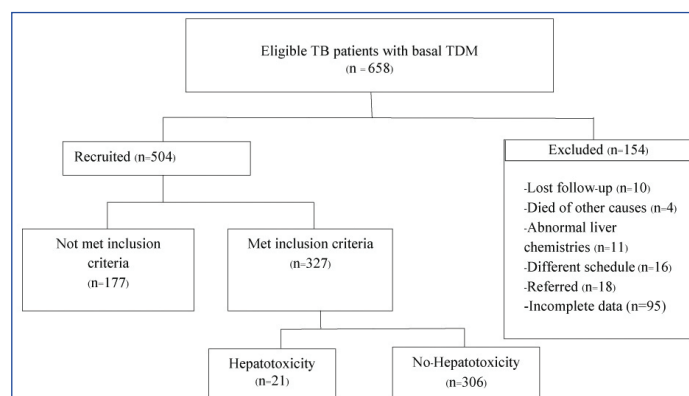 Eligible TB patients with basal TDM
(n = 658)
Recruited (n=504)
Excluded (n=154)
-Lost follow-up (n=10)
-Died of other causes (n=4)
-Abnormal liver
chemistries (n=11)
-Different schedule (n=16)
-Referred (n=18)
-Incomplete data (n=95)
Not met inclusion
criteria
(n=177)
Met inclusion criteria
(n=327)
Hepatotoxicity
(n-21)
No-Hepatotoxicity
(n=306)